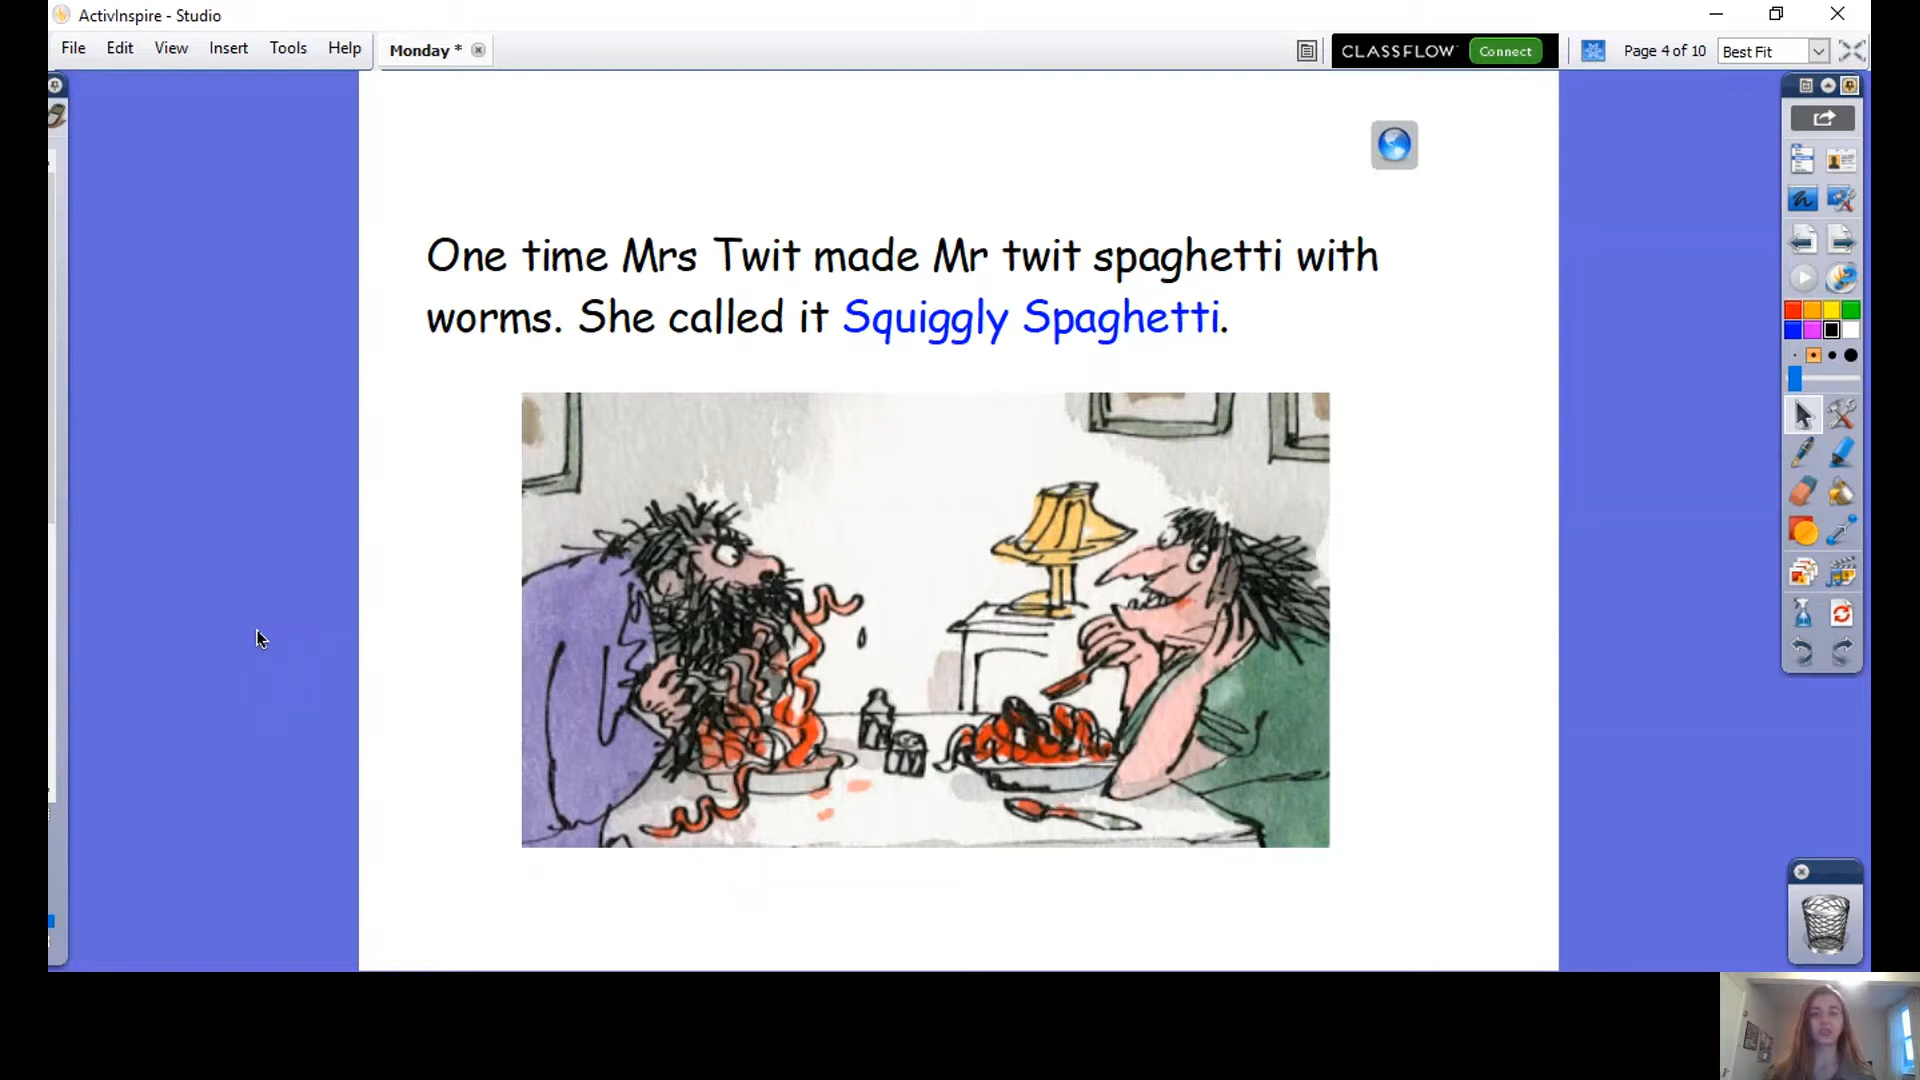 ActivInspire - Studio
File Edit View Insert Tools Help
Monday *
CLASSFLOW Connect
Page 4 of 10 Best Fit
One time Mrs Twit made Mr twit spaghetti with
worms. She called it Squiggly Spaghetti.